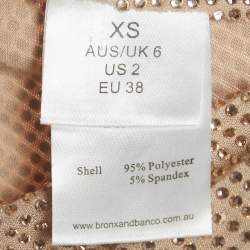 XS
AUS/UK 6
US 2
EU 38
Shell 95% Polyester
5% Spandex
www.bronxandbanco.com.au